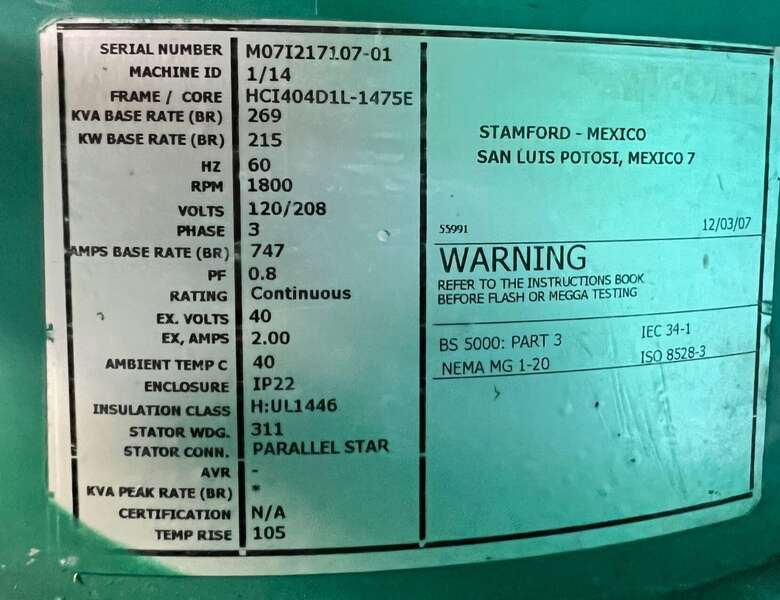 SERIAL NUMBER M07I217107-01
MACHINE ID 1/14
FRAME / CORE HCI404D1L-1475E
KVA BASE RATE (BR) 269
KW BASE RATE (BR) 215
HZ 60
RPM 1800
VOLTS 120/208
PHASE 3
AMPS BASE RATE (BR) 747
PF 0.8
RATING Continuous
EX. VOLTS 40
EX, AMPS 2.00
AMBIENT TEMP C 40
ENCLOSURE IP22
INSULATION CLASS H:UL1446
STATOR WDG. 311
STATOR CONN. PARALLEL STAR
AVR -
KVA PEAK RATE (BR) *
CERTIFICATION N/A
TEMP RISE 105
STAMFORD - MEXICO
SAN LUIS POTOSI, MEXICO 7
55991 12/03/07
WARNING
REFER TO THE INSTRUCTIONS BOOK
BEFORE FLASH OR MEGGA TESTING
BS 5000: PART 3 IEC 34-1
NEMA MG 1-20 ISO 8528-3